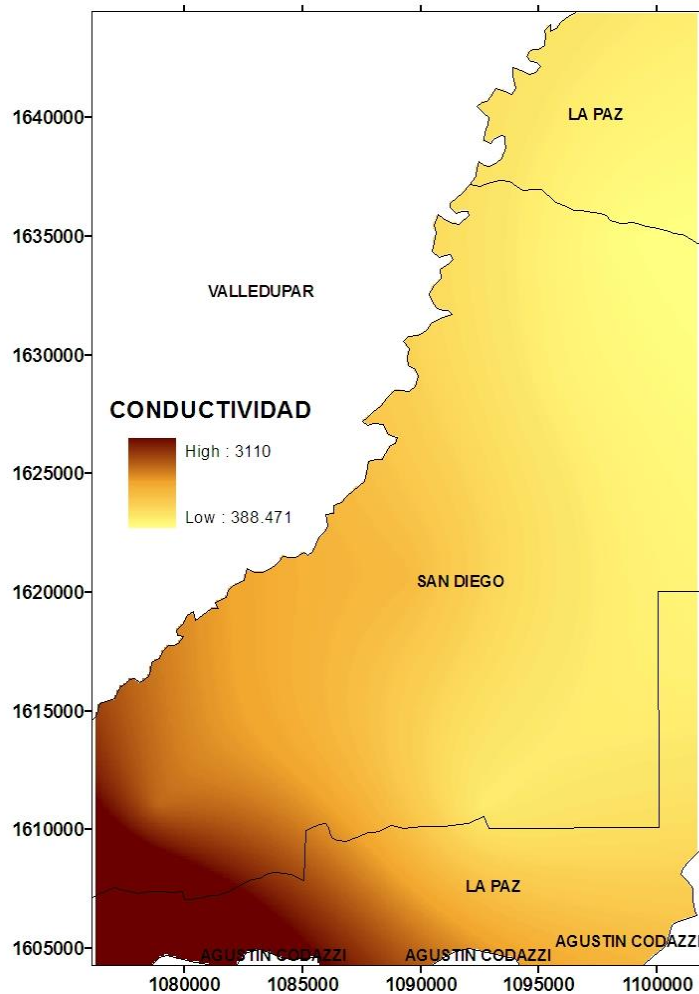 1640000
LA PAZ
1635000
VALLEDUPAR
1630000
CONDUCTIVIDAD
High : 3110
1625000
Low : 388.471
SAN DIEGO
1620000
1615000
1610000
LA PAZ
1605000
AGUSTIN CODAZZI
AGUSTIN CODAZZI
AGUSTIN CODAZZI
1080000 1085000 1090000 1095000 1100000